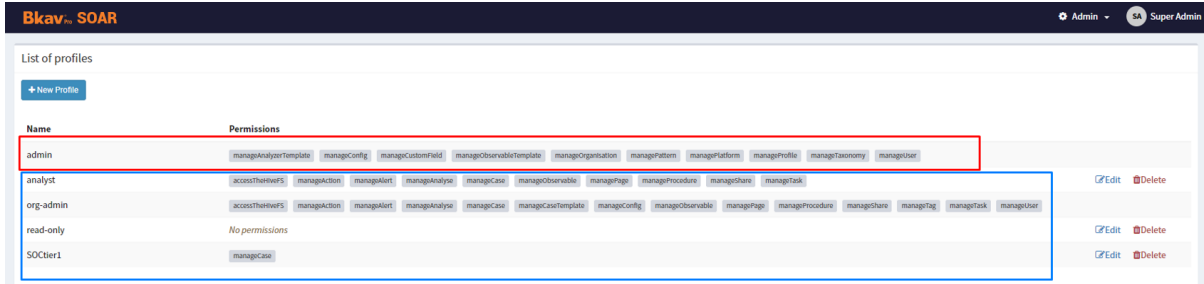 Bkav Pro SOAR Admin SA Super Admin
List of profiles
+ New Profile
Name Permissions
admin manageAnalyzerTemplate manageConfig manageCustomField manageObservableTemplate manageOrganisation managePattern managePlatform manageProfile manageTaxonomy manageUser
analyst accessTheHiveFS manageAction manageAlert manageAnalyse manageCase manageObservable managePage manageProcedure manageShare manageTask Edit Delete
org-admin accessTheHiveFS manageAction manageAlert manageAnalyse manageCase manageCaseTemplate manageConfig manageObservable managePage manageProcedure manageShare manageTag manageTask manageUser
read-only No permissions Edit Delete
SOCtier1 manageCase Edit Delete